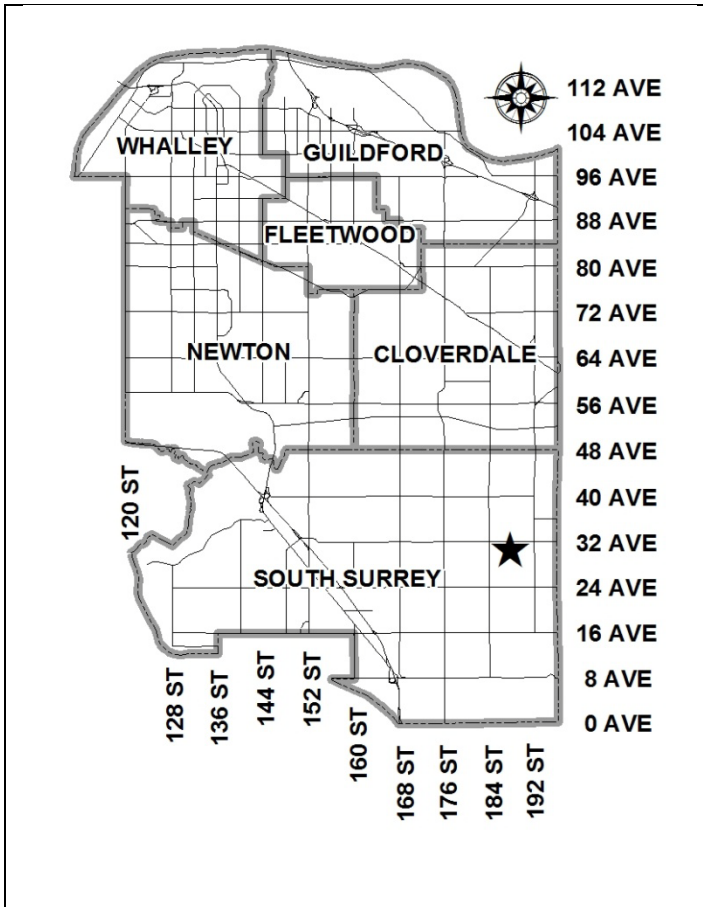 112 AVE
104 AVE
WHALLEY
GUILDFORD
96 AVE
88 AVE
FLEETWOOD
80 AVE
72 AVE
NEWTON
CLOVERDALE
64 AVE
56 AVE
48 AVE
120 ST
40 AVE
32 AVE
SOUTH SURREY
24 AVE
16 AVE
8 AVE
0 AVE
128 ST
136 ST
144 ST
152 ST
160 ST
168 ST
176 ST
184 ST
192 ST